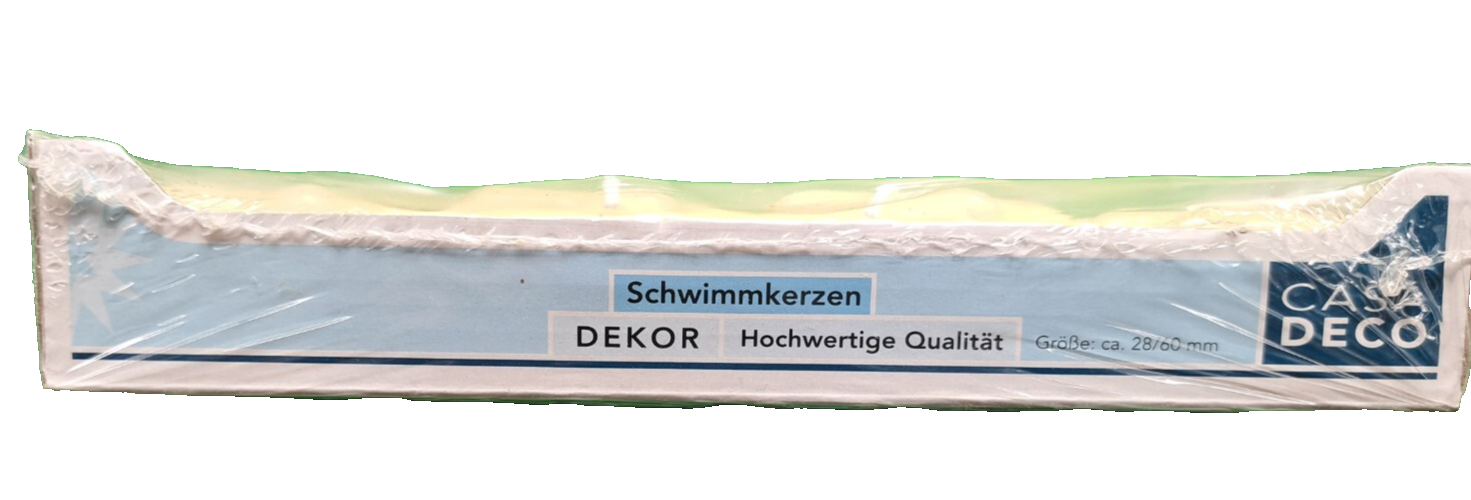 Schwimmkerzen
DEKOR Hochwertige Qualität Größe: ca. 28/60 mm
CASA
DECO